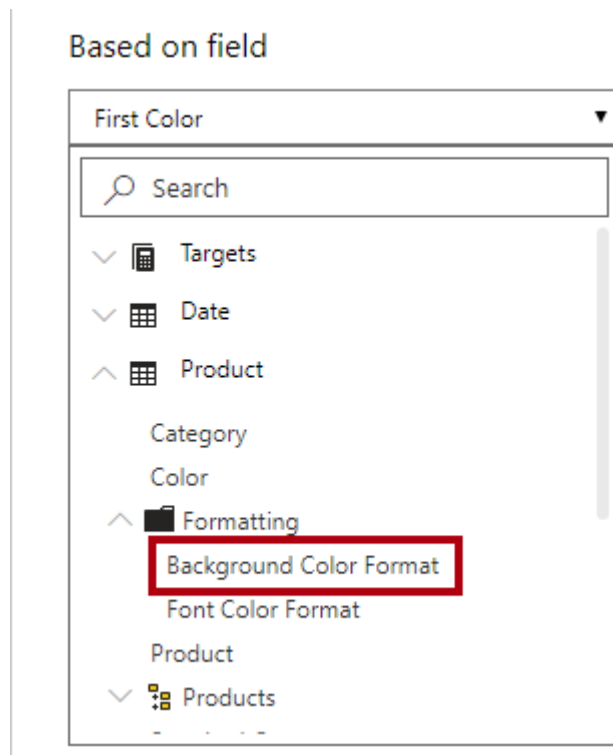 Based on field
First Color
Search
Targets
Date
Product
Category
Color
Formatting
Background Color Format
Font Color Format
Product
Products